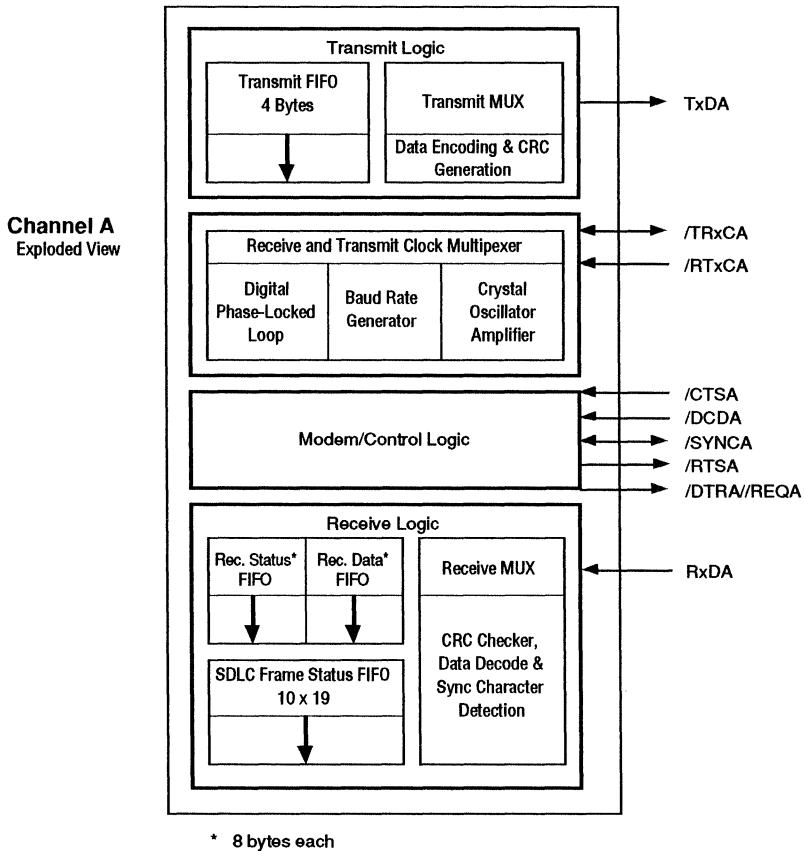 Transmit Logic
Transmit FIFO
4 Bytes
Transmit MUX
Data Encoding & CRC
Generation
TxDA
Channel A
Exploded View
Receive and Transmit Clock Multipexer
Digital
Phase-Locked
Loop
Baud Rate
Generator
Crystal
Oscillator
Amplifier
/TRxCA
/RTxCA
Modem/Control Logic
/CTSA
/DCDA
/SYNCA
/RTSA
/DTRA//REQA
Receive Logic
Rec. Status*
FIFO
Rec. Data*
FIFO
Receive MUX
RxDA
SDLC Frame Status FIFO
10 x 19
CRC Checker,
Data Decode &
Sync Character
Detection
* 8 bytes each